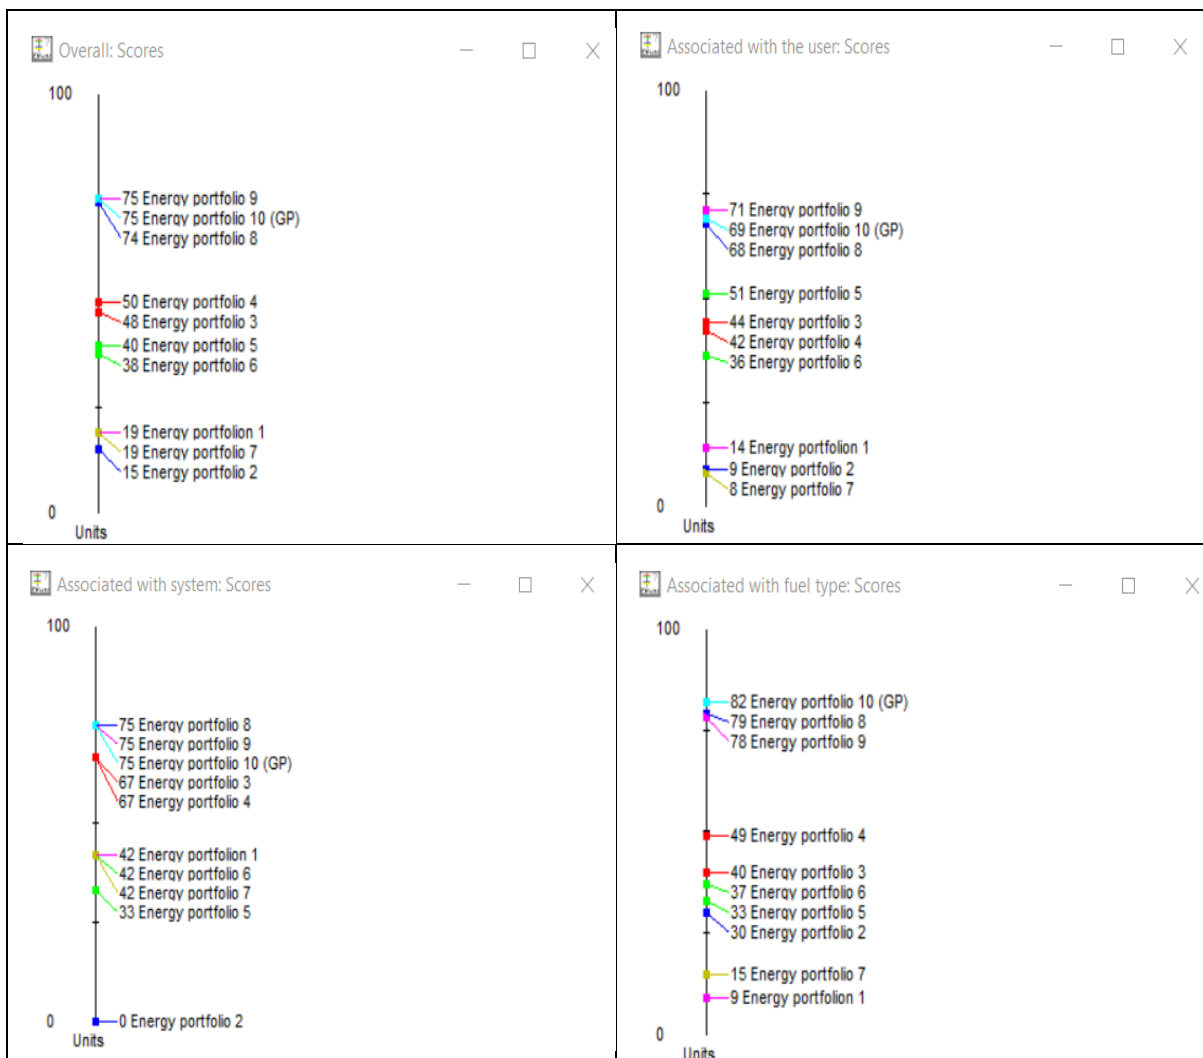 Overall: Scores
100
75 Energy portfolio 9
75 Energy portfolio 10 (GP)
74 Energy portfolio 8
50 Energy portfolio 4
48 Energy portfolio 3
40 Energy portfolio 5
38 Energy portfolio 6
19 Energy portfolion 1
19 Energy portfolio 7
15 Energy portfolio 2
0
Units
Associated with the user: Scores
100
71 Energy portfolio 9
69 Energy portfolio 10 (GP)
68 Energy portfolio 8
51 Energy portfolio 5
44 Energy portfolio 3
42 Energy portfolio 4
36 Energy portfolio 6
14 Energy portfolion 1
9 Energy portfolio 2
8 Energy portfolio 7
0
Units
Associated with system: Scores
100
75 Energy portfolio 8
75 Energy portfolio 9
75 Energy portfolio 10 (GP)
67 Energy portfolio 3
67 Energy portfolio 4
42 Energy portfolion 1
42 Energy portfolio 6
42 Energy portfolio 7
33 Energy portfolio 5
0
0 Energy portfolio 2
Units
Associated with fuel type: Scores
100
82 Energy portfolio 10 (GP)
79 Energy portfolio 8
78 Energy portfolio 9
49 Energy portfolio 4
40 Energy portfolio 3
37 Energy portfolio 6
33 Energy portfolio 5
30 Energy portfolio 2
15 Energy portfolio 7
9 Energy portfolion 1
0
Units